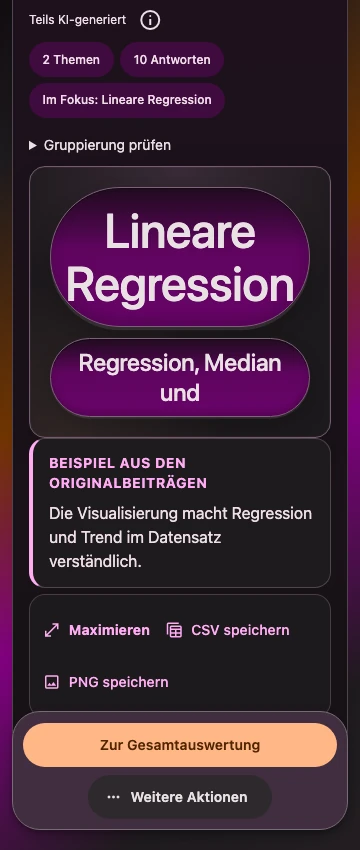 Teils KI-generiert
2 Themen
10 Antworten
Im Fokus: Lineare Regression
Gruppierung prüfen
Lineare
Regression
Regression, Median
und
BEISPIEL AUS DEN
ORIGINALBEITRÄGEN
Die Visualisierung macht Regression
und Trend im Datensatz
verständlich.
Maximieren
CSV speichern
PNG speichern
Zur Gesamtauswertung
Weitere Aktionen